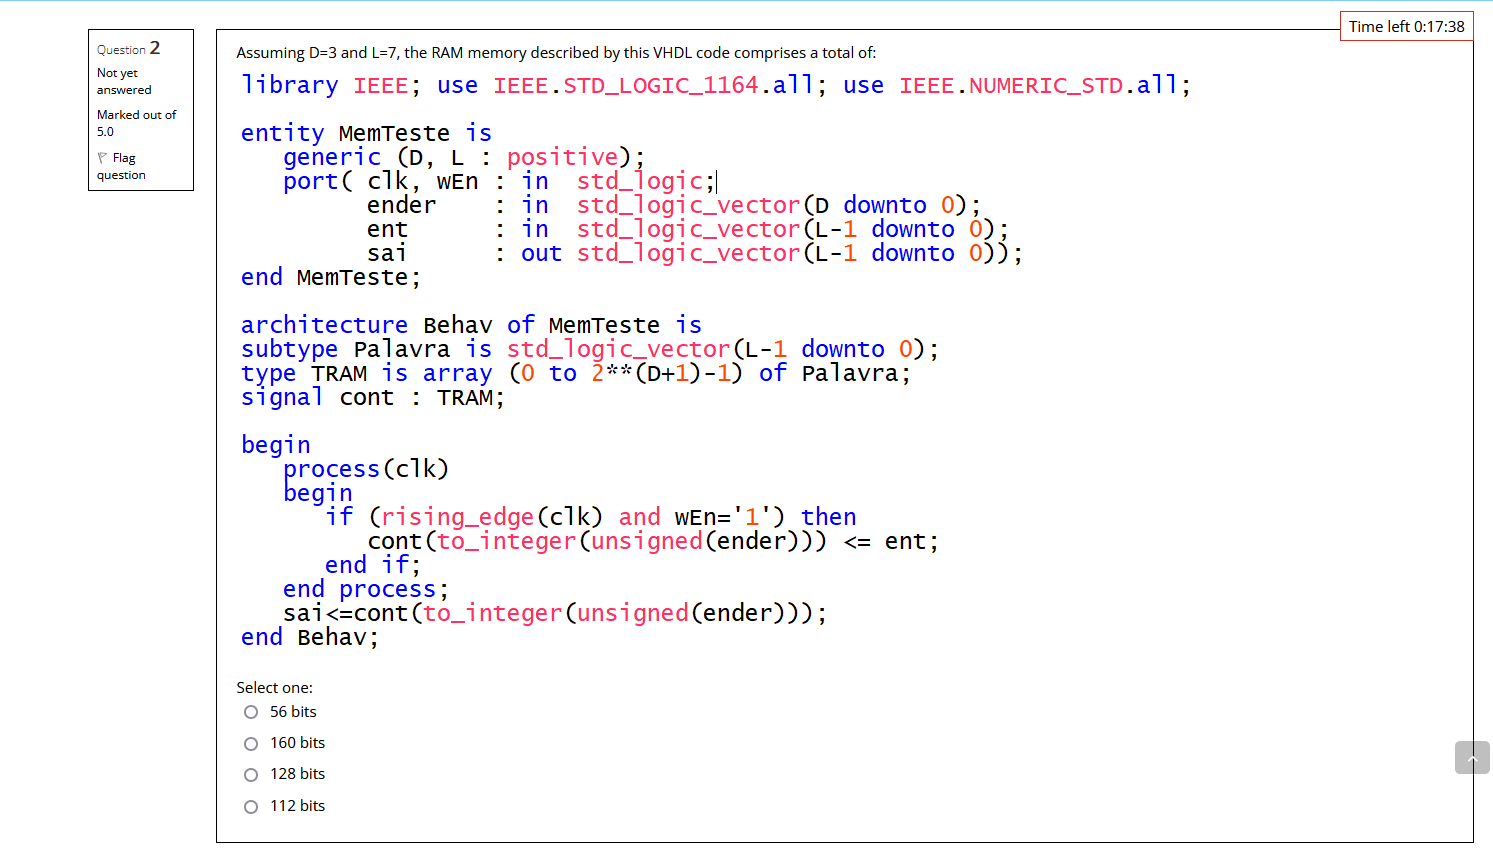 Time left 0:17:38
Question 2
Not yet
answered
Marked out of
5.0
Flag
question
Assuming D=3 and L=7, the RAM memory described by this VHDL code comprises a total of:
library IEEE; use IEEE.STD_LOGIC_1164.all; use IEEE.NUMERIC_STD.all;
entity MemTeste is
generic (D, L : positive);
port( clk, wEn : in std_logic;
ender : in std_logic_vector(D downto 0);
ent : in std_logic_vector(L-1 downto 0);
sai : out std_logic_vector(L-1 downto 0));
end MemTeste;
architecture Behav of MemTeste is
subtype Palavra is std_logic_vector(L-1 downto 0);
type TRAM is array (0 to 2**(D+1)-1) of Palavra;
signal cont : TRAM;
begin
process(clk)
begin
if (rising_edge(clk) and wEn='1') then
cont(to_integer(unsigned(ender))) <= ent;
end if;
end process;
sai<=cont(to_integer(unsigned(ender)));
end Behav;
Select one:
56 bits
160 bits
128 bits
112 bits